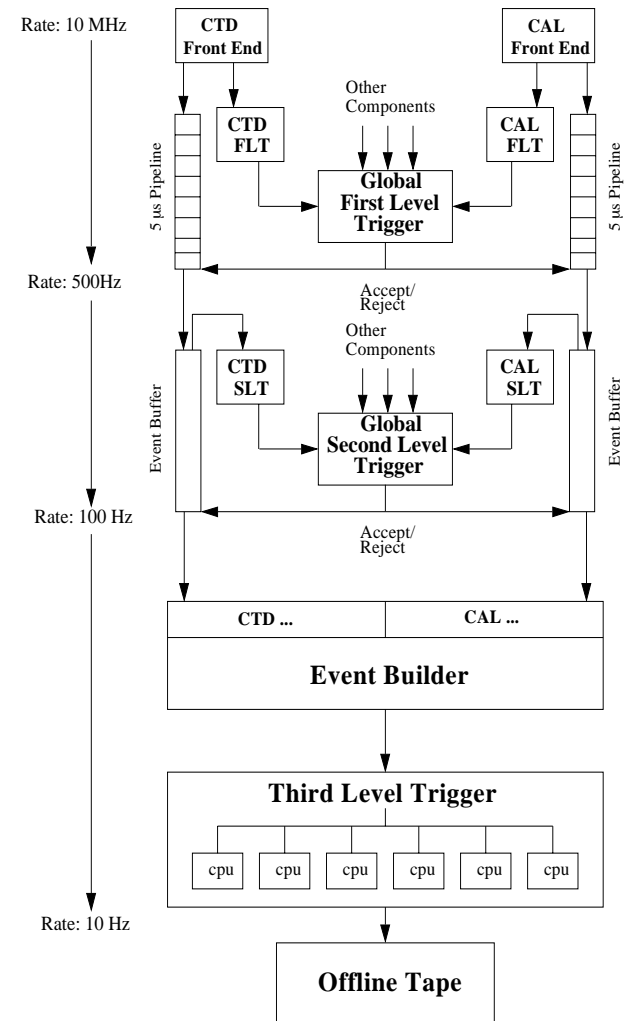 Rate: 10 MHz
CTD
Front End
CAL
Front End
Other
Components
CTD
FLT
CAL
FLT
5 µs Pipeline
Global
First Level
Trigger
5 µs Pipeline
Rate: 500Hz
Accept/
Reject
Other
Components
CTD
SLT
CAL
SLT
Event Buffer
Global
Second Level
Trigger
Event Buffer
Rate: 100 Hz
Accept/
Reject
CTD ...
CAL ...
Event Builder
Third Level Trigger
cpu
cpu
cpu
cpu
cpu
cpu
Rate: 10 Hz
Offline Tape